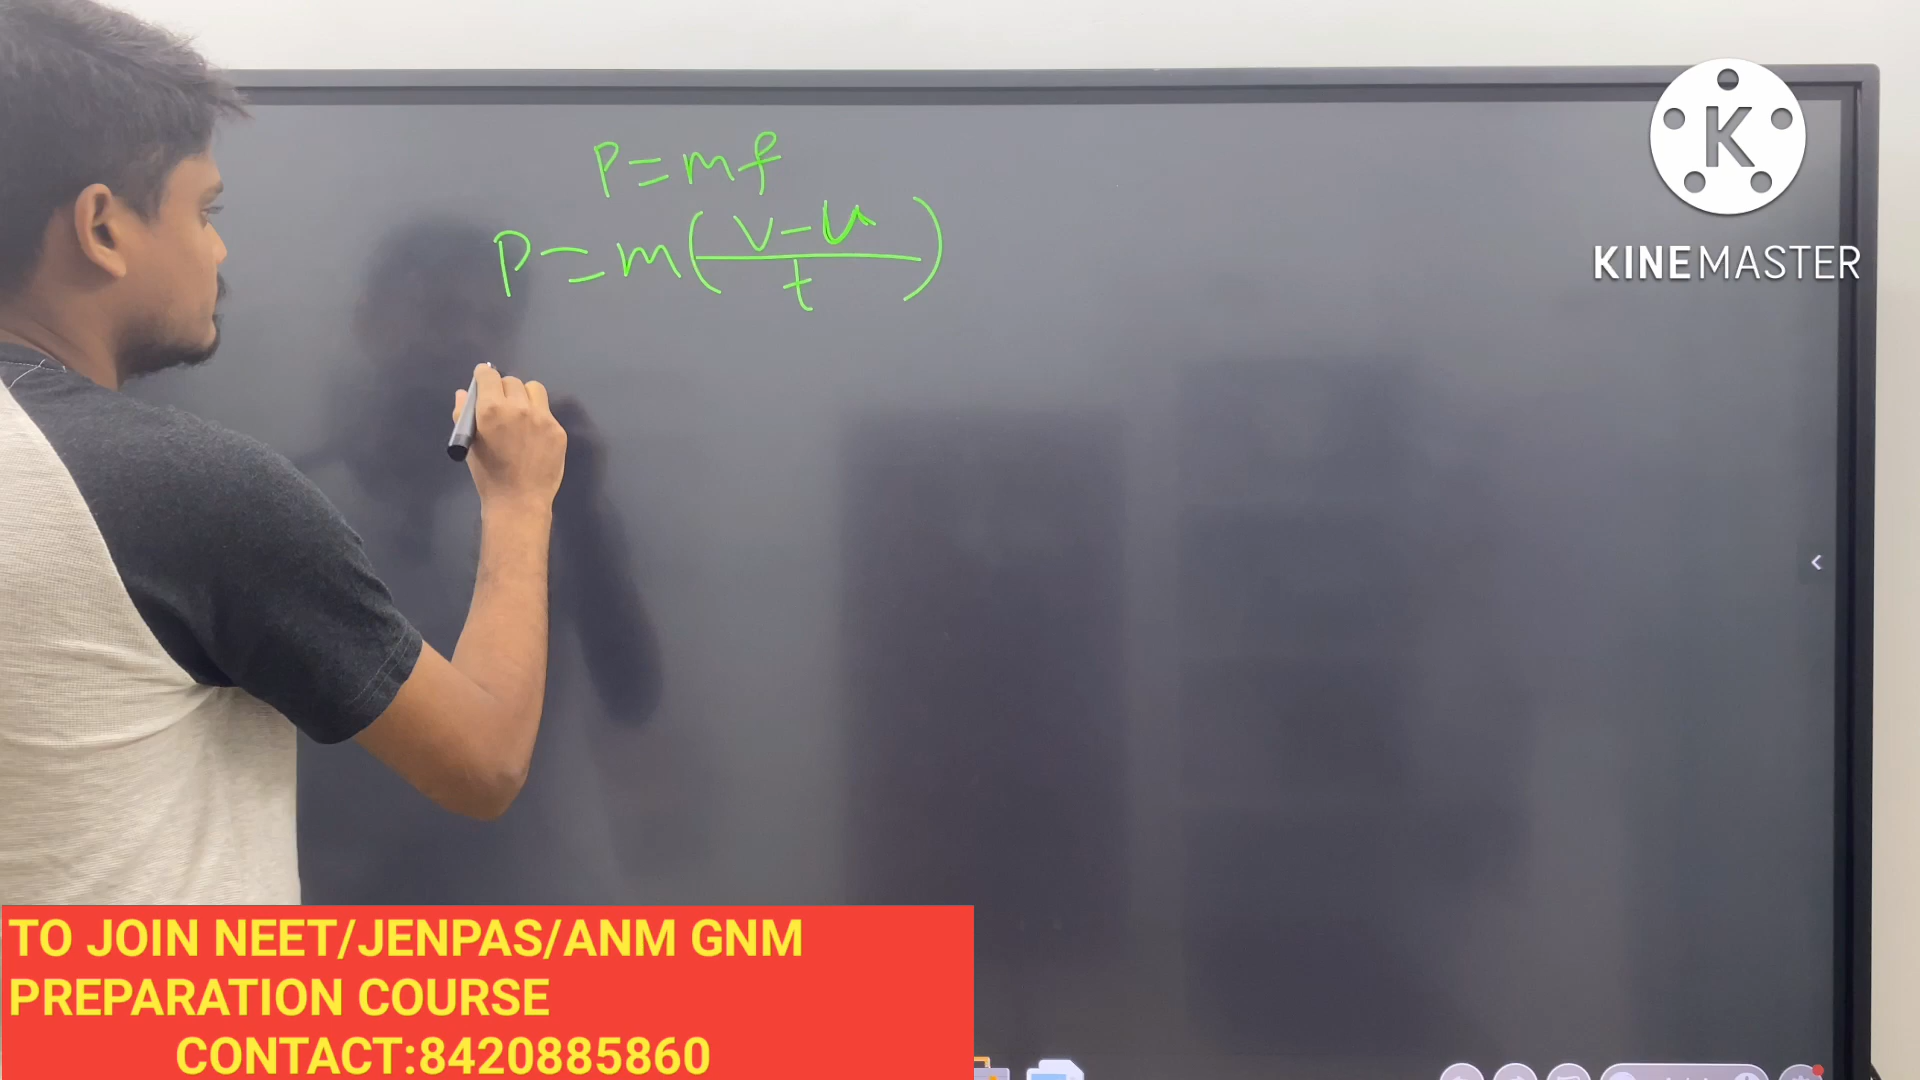 P=mf
P=m(v-u/t)
K
KINEMASTER
TO JOIN NEET/JENPAS/ANM GNM
PREPARATION COURSE
CONTACT:8420885860